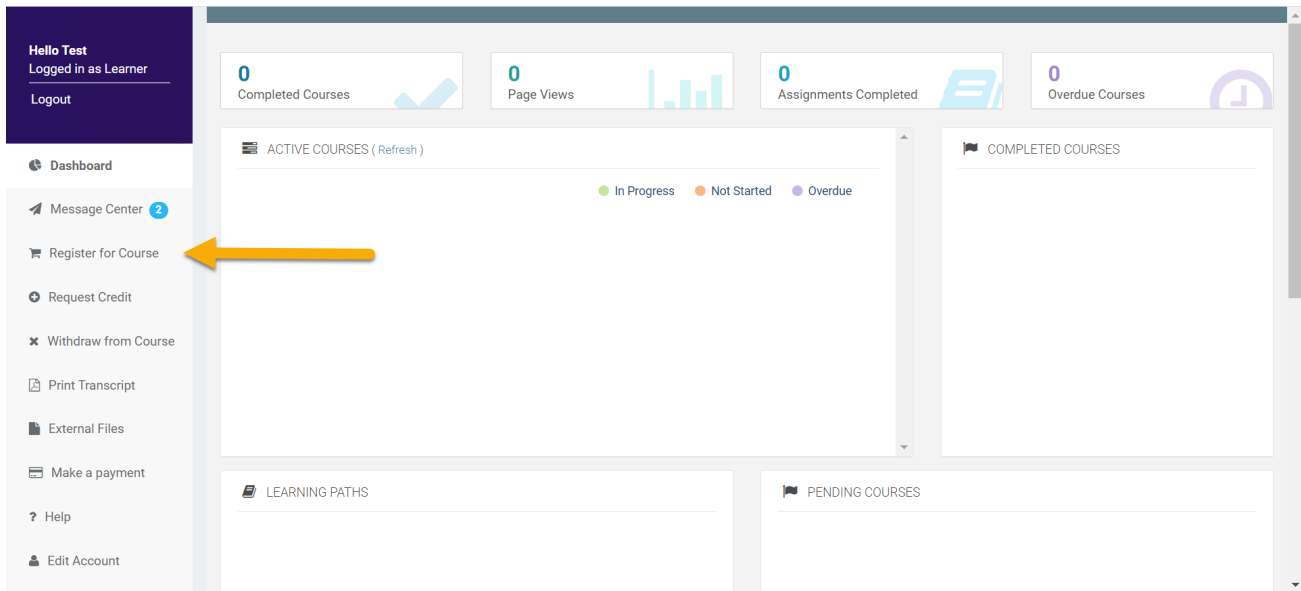 Hello Test
Logged in as Learner
Logout
Dashboard
Message Center 2
Register for Course
Request Credit
Withdraw from Course
Print Transcript
External Files
Make a payment
? Help
Edit Account
0
Completed Courses
0
Page Views
0
Assignments Completed
0
Overdue Courses
ACTIVE COURSES ( Refresh )
In Progress Not Started Overdue
COMPLETED COURSES
LEARNING PATHS
PENDING COURSES